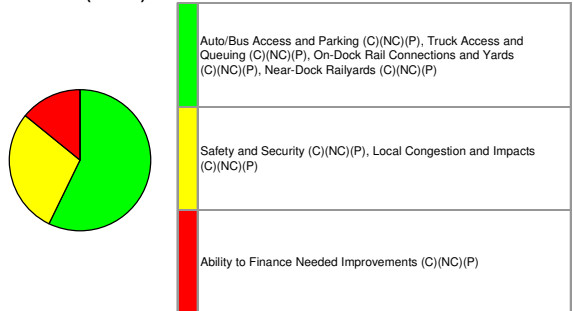 Auto/Bus Access and Parking (C)(NC)(P), Truck Access and
Queuing (C)(NC)(P), On-Dock Rail Connections and Yards
(C)(NC)(P), Near-Dock Railyards (C)(NC)(P)
Safety and Security (C)(NC)(P), Local Congestion and Impacts
(C)(NC)(P)
Ability to Finance Needed Improvements (C)(NC)(P)